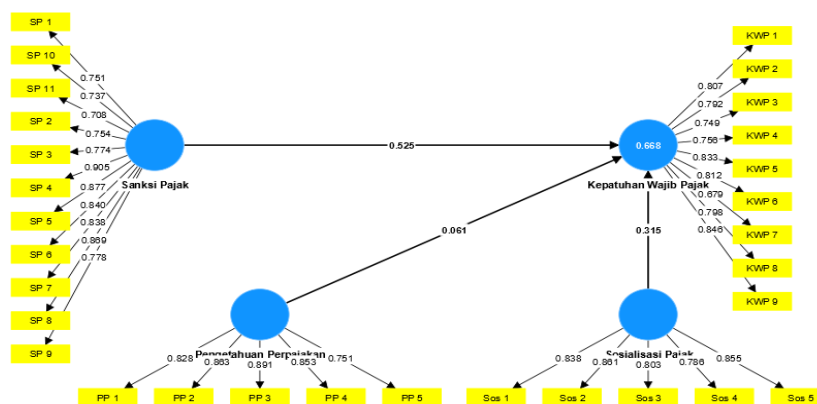 SP 1
SP 10
SP 11
SP 2
SP 3
SP 4
SP 5
SP 6
SP 7
SP 8
SP 9
0.751
0.737
0.708
0.754
0.774
0.905
0.877
0.840
0.838
0.869
0.778
Sanksi Pajak
0.525
0.061
0.315
0.668
Kepatuhan Wajib Pajak
0.807
0.792
0.749
0.756
0.833
0.812
0.679
0.798
0.846
KWP 1
KWP 2
KWP 3
KWP 4
KWP 5
KWP 6
KWP 7
KWP 8
KWP 9
Pengetahuan Perpajakan
0.828
0.863
0.891
0.853
0.751
PP 1
PP 2
PP 3
PP 4
PP 5
Sosialisasi Pajak
0.838
0.861
0.803
0.786
0.855
Sos 1
Sos 2
Sos 3
Sos 4
Sos 5